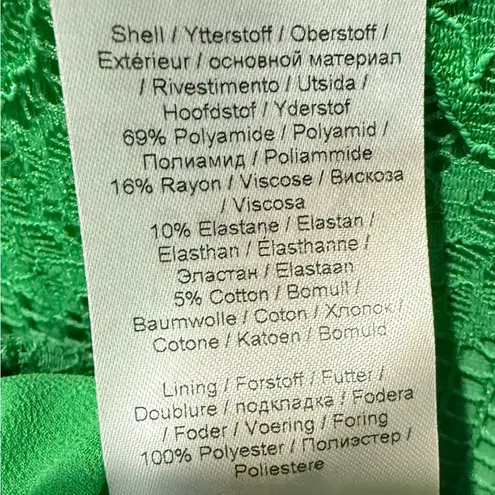 Shell / Ytterstoff / Oberstoff /
Extérieur / основной материал
/ Rivestimento / Utsida /
Hoofdstof / Yderstof
69% Polyamide / Polyamid /
Полиамид / Poliammide
16% Rayon / Viscose / Вискоза
/ Viscosa
10% Elastane / Elastan /
Elasthan / Élasthanne /
Эластан / Elastaan
5% Cotton / Bomull /
Baumwolle / Coton / Хлопок /
Cotone / Katoen / Bomuld
Lining / Forstoff / Futter /
Doublure / подкладка / Fodera
/ Foder / Voering / Foring
100% Polyester / Полиэстер /
Poliestere